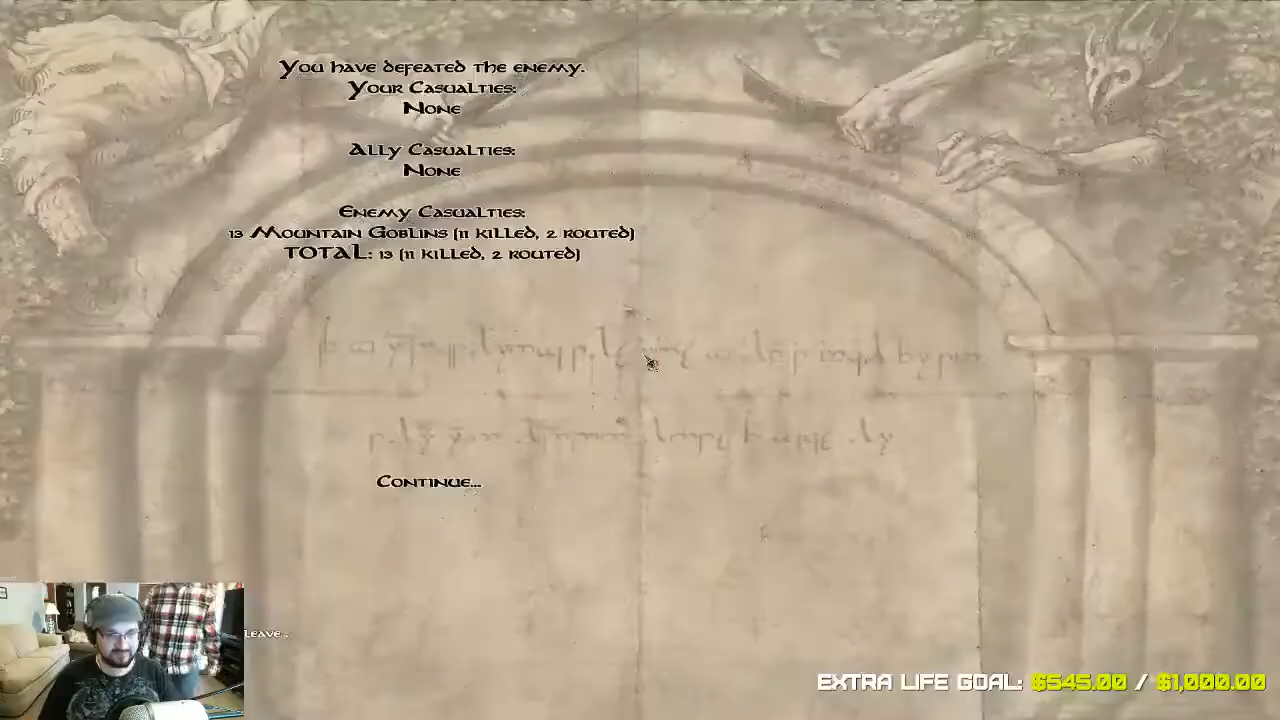 You have defeated the enemy.
Your Casualties:
None
Ally Casualties:
None
Enemy Casualties:
13 Mountain Goblins (11 killed, 2 routed)
TOTAL: 13 (11 killed, 2 routed)
Continue...
Leave...
EXTRA LIFE GOAL: $545.00 / $1,000.00